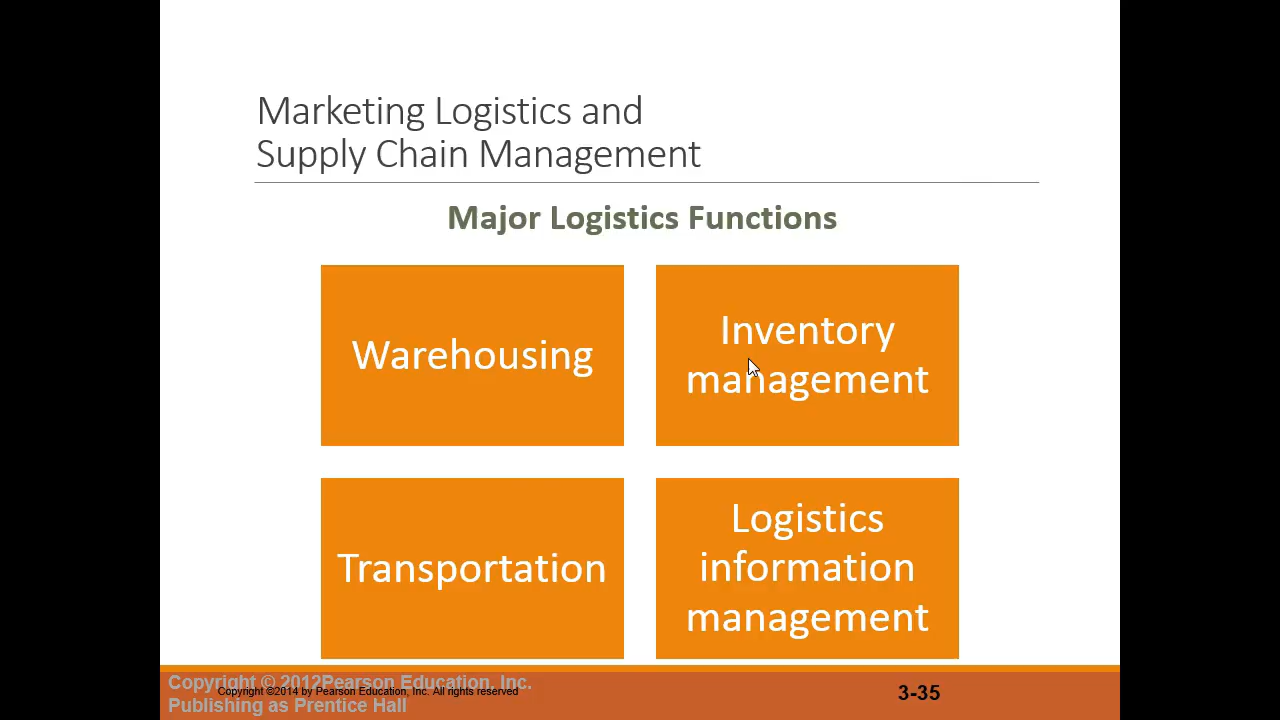 Marketing Logistics and
Supply Chain Management
Major Logistics Functions
Warehousing
Inventory
management
Transportation
Logistics
information
management
Copyright © 2012Pearson Education, Inc.
Copyright ©2014 by Pearson Education, Inc. All rights reserved
Publishing as Prentice Hall
3-35